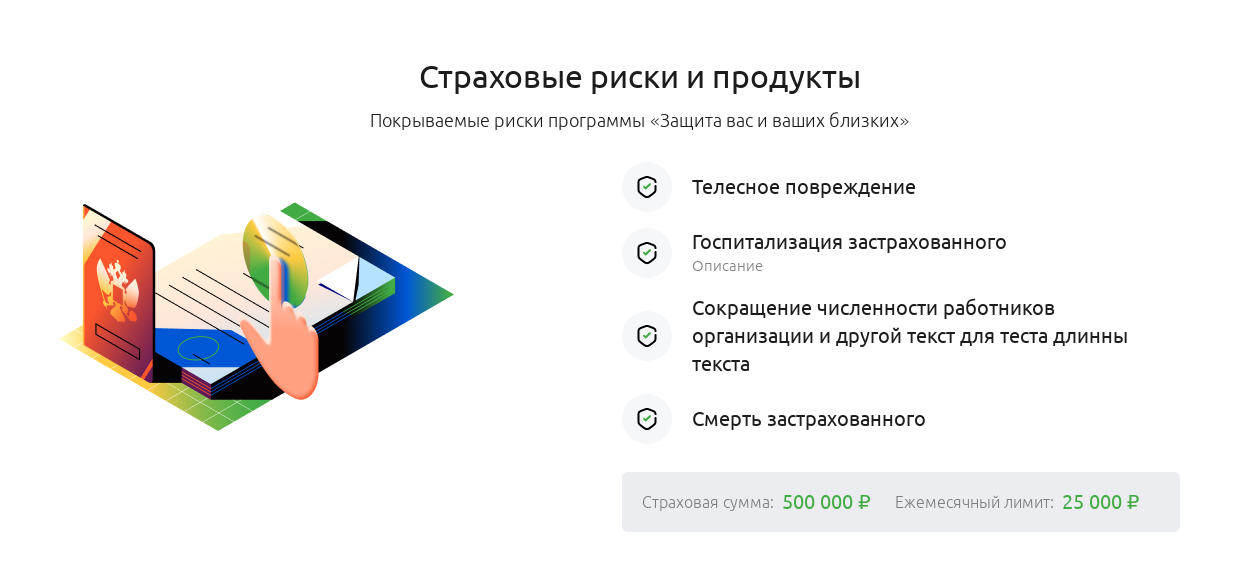 Страховые риски и продукты
Покрываемые риски программы «Защита вас и ваших близких»
Телесное повреждение
Госпитализация застрахованного
Описание
Сокращение численности работников
организации и другой текст для теста длинны
текста
Смерть застрахованного
Страховая сумма: 500 000 ₽ Ежемесячный лимит: 25 000 ₽